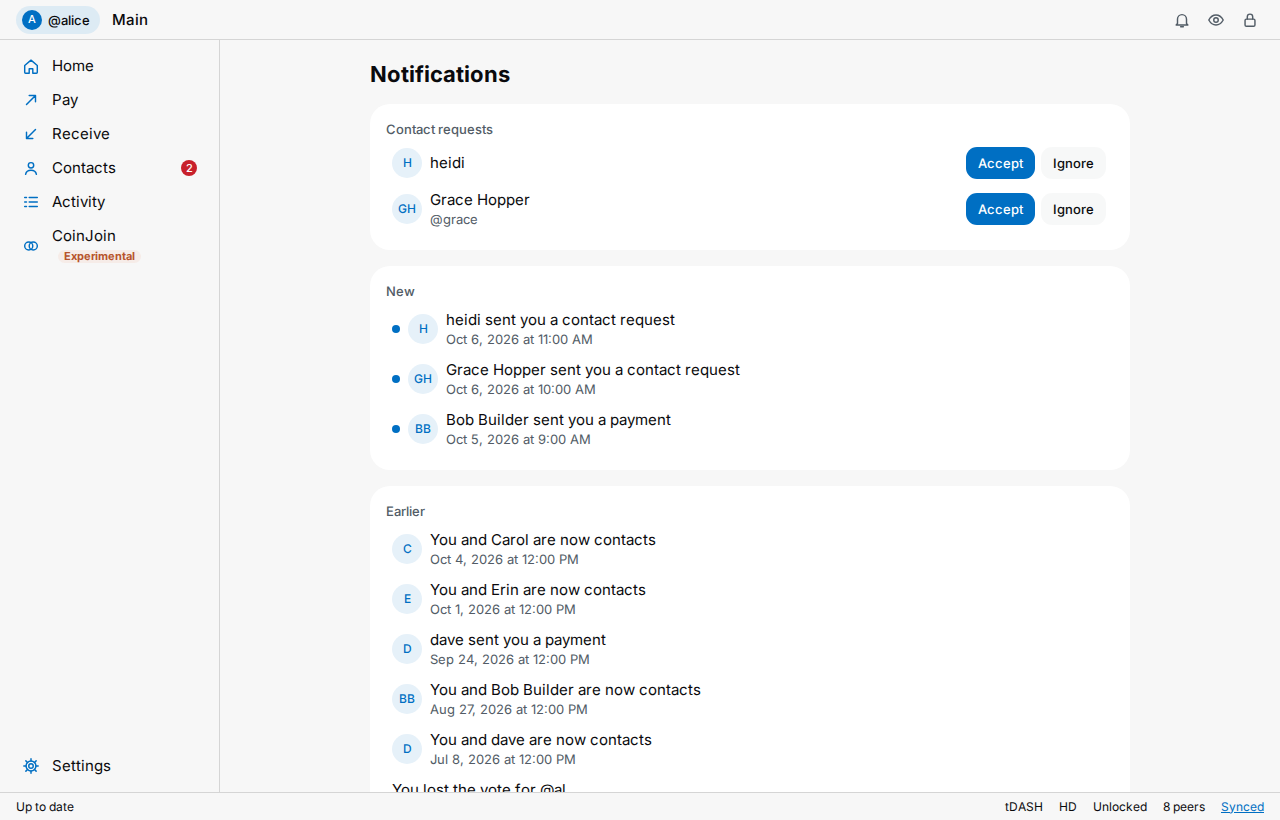 A @alice Main
Home
Pay
Receive
Contacts 2
Activity
CoinJoin
Experimental
Settings
Notifications
Contact requests
H heidi Accept Ignore
GH Grace Hopper
@grace
Accept Ignore
New
H heidi sent you a contact request
Oct 6, 2026 at 11:00 AM
GH Grace Hopper sent you a contact request
Oct 6, 2026 at 10:00 AM
BB Bob Builder sent you a payment
Oct 5, 2026 at 9:00 AM
Earlier
C You and Carol are now contacts
Oct 4, 2026 at 12:00 PM
E You and Erin are now contacts
Oct 1, 2026 at 12:00 PM
D dave sent you a payment
Sep 24, 2026 at 12:00 PM
BB You and Bob Builder are now contacts
Aug 27, 2026 at 12:00 PM
D You and dave are now contacts
Jul 8, 2026 at 12:00 PM
You lost the vote for @al
Up to date tDASH HD Unlocked 8 peers Synced